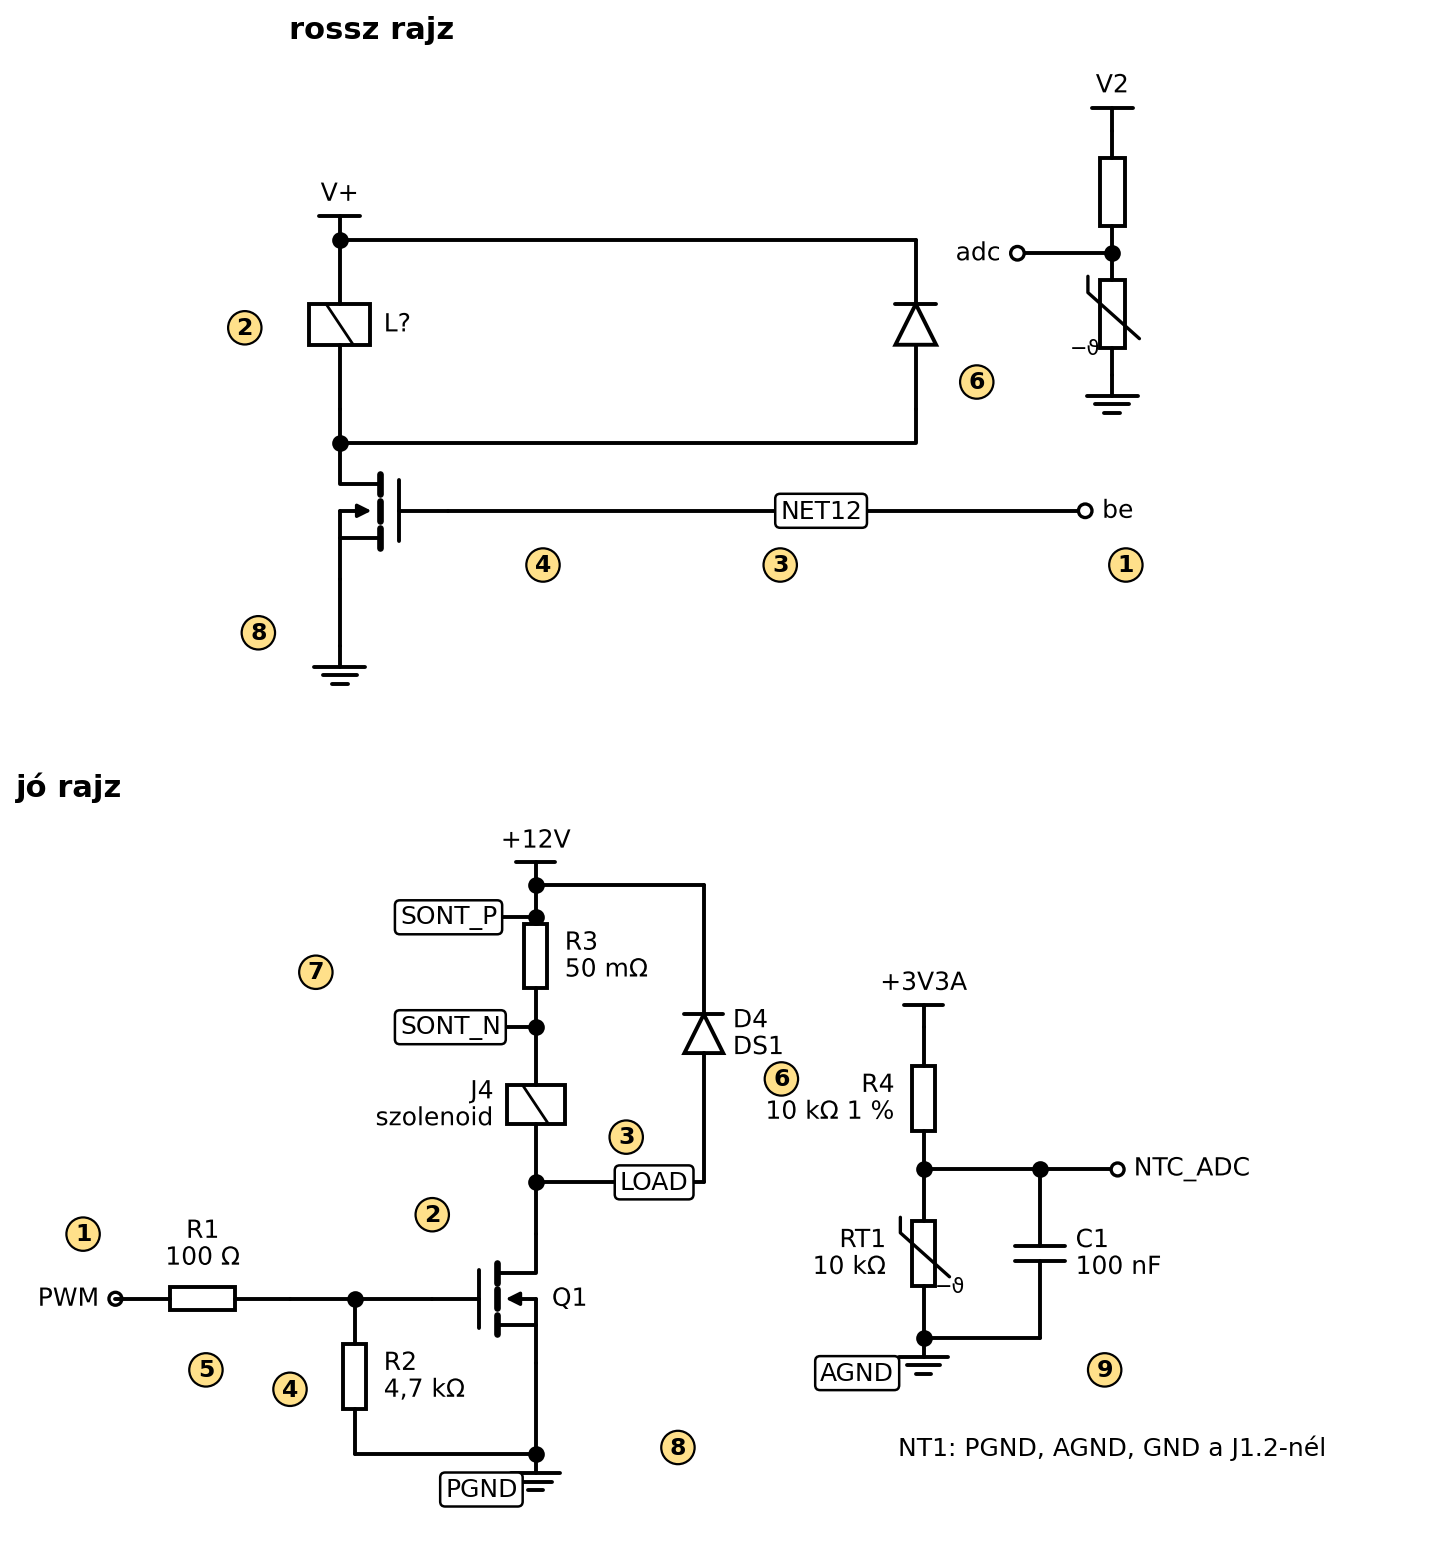 rossz rajz
V2
V+
adc
2
L?
−ϑ
6
NET12
be
4
3
1
8
jó rajz
+12V
SONT_P
R3
50 mΩ
7
+3V3A
SONT_N
D4
DS1
6
R4
10 kΩ 1 %
J4
szolenoid
3
LOAD
NTC_ADC
2
1
R1
100 Ω
RT1
10 kΩ
−ϑ
C1
100 nF
PWM
Q1
5
4
R2
4,7 kΩ
AGND
9
8
NT1: PGND, AGND, GND a J1.2-nél
PGND